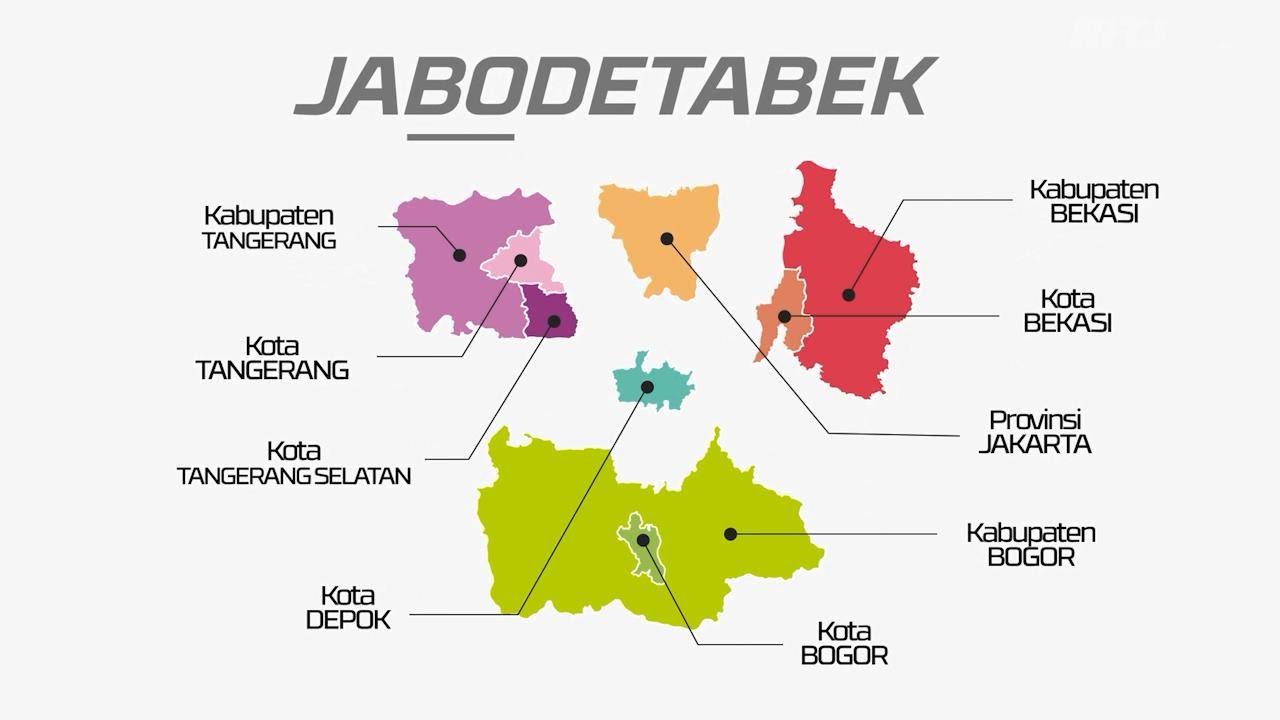 JABODETABEK
Kabupaten
TANGERANG
Kota
TANGERANG
Kota
TANGERANG SELATAN
Kota
DEPOK
Kabupaten
BEKASI
Kota
BEKASI
Provinsi
JAKARTA
Kabupaten
BOGOR
Kota
BOGOR